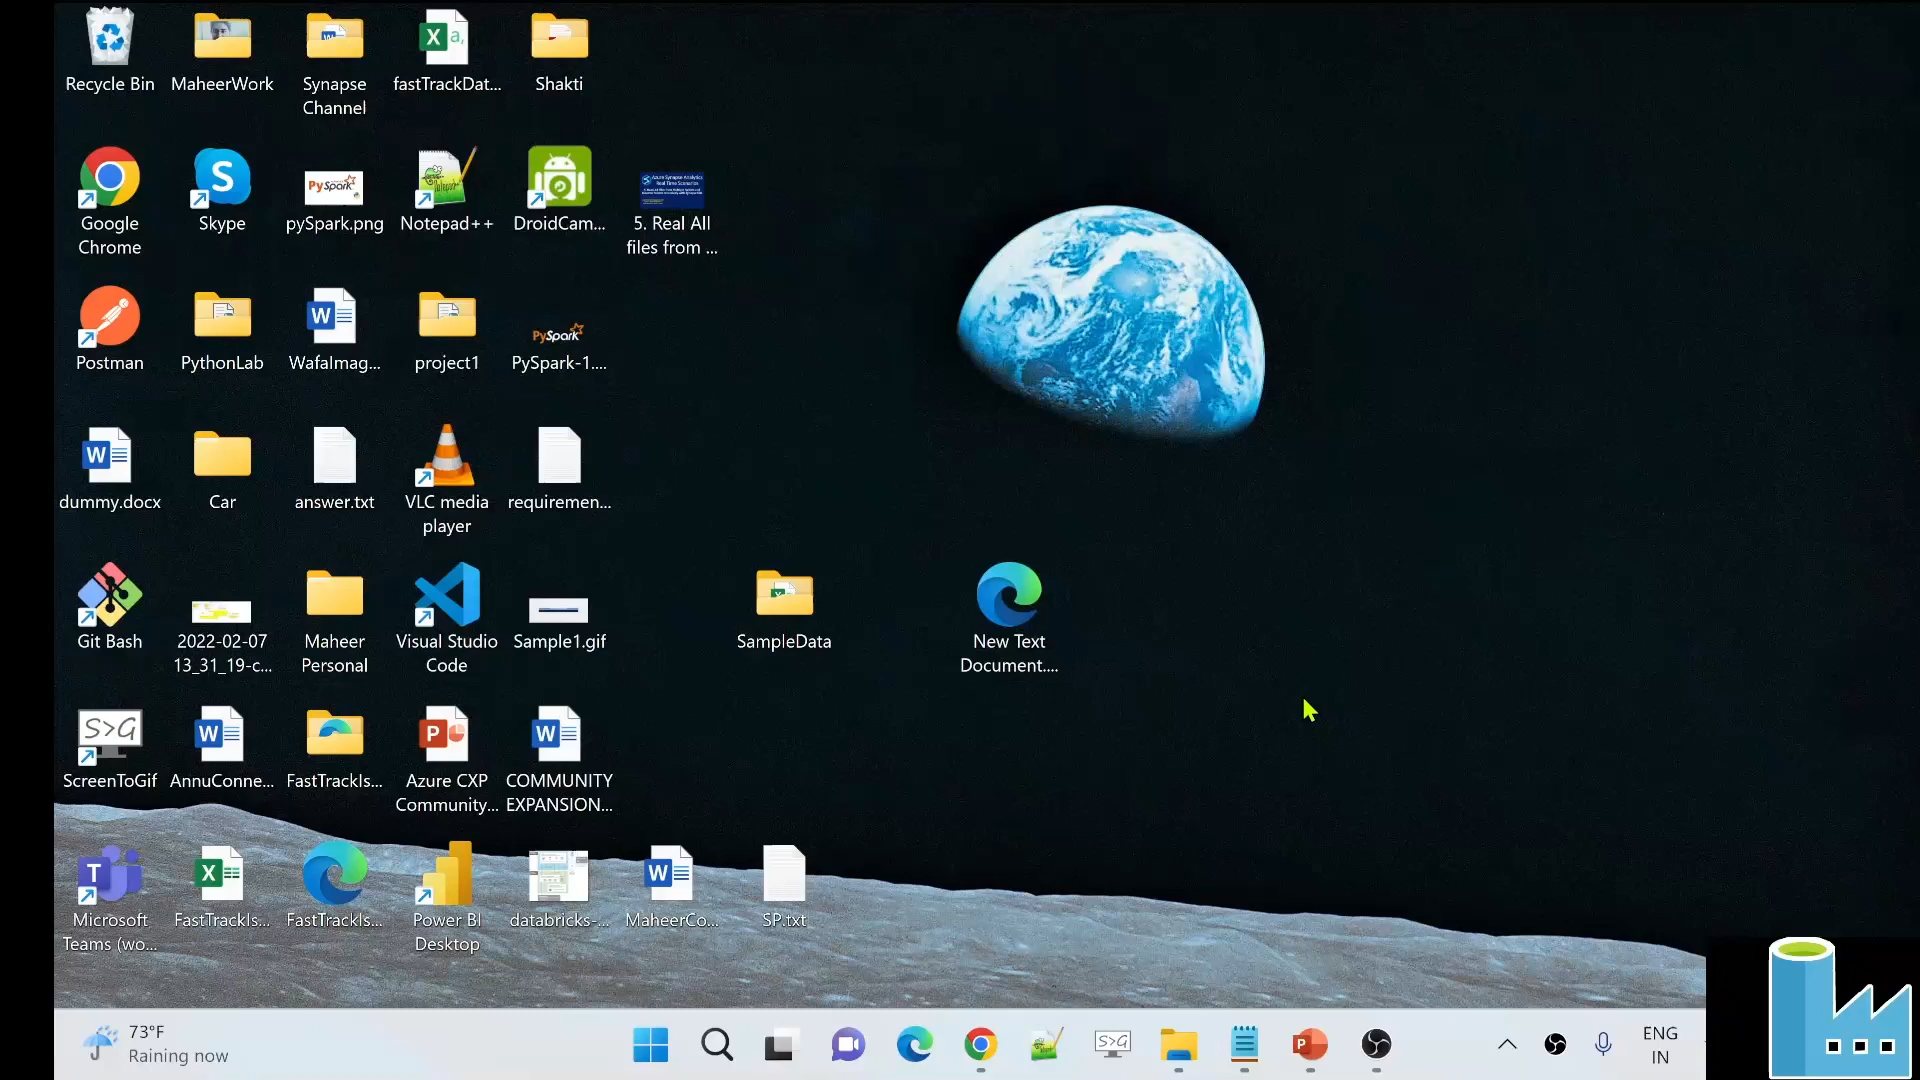 Recycle Bin
MaheerWork
Synapse
Channel
fastTrackDat...
Shakti
Google
Chrome
Skype
pySpark.png
Notepad++
DroidCam...
5. Real All
files from ...
Postman
PythonLab
WafaImag...
project1
PySpark-1....
dummy.docx
Car
answer.txt
VLC media
player
requiremen...
Git Bash
2022-02-07
13_31_19-c...
Maheer
Personal
Visual Studio
Code
Sample1.gif
SampleData
New Text
Document....
S>G
ScreenToGif
AnnuConne...
FastTrackIs...
Azure CXP
Community...
COMMUNITY
EXPANSION...
Microsoft
Teams (wo...
FastTrackIs...
FastTrackIs...
Power BI
Desktop
databricks-...
MaheerCo...
SP.txt
73°F
Raining now
S>G
ENG
IN